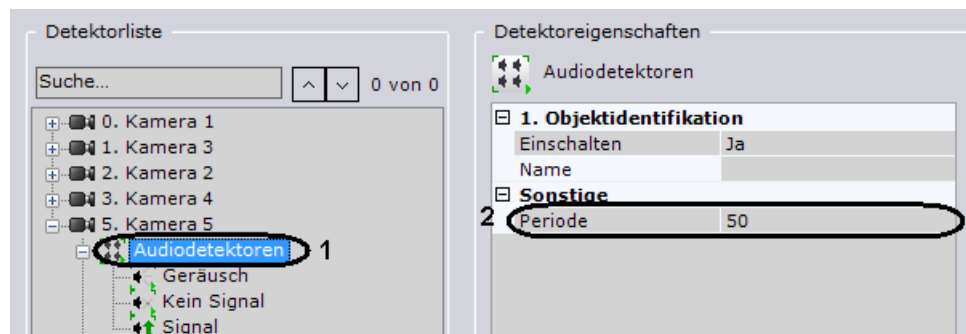 Detektorliste
Suche...
0 von 0
0. Kamera 1
1. Kamera 3
2. Kamera 2
3. Kamera 4
5. Kamera 5
Audiodetektoren 1
Geräusch
Kein Signal
Signal
Detektoreigenschaften
Audiodetektoren
1. Objektidentifikation
Einschalten Ja
Name
Sonstige
2 Periode 50